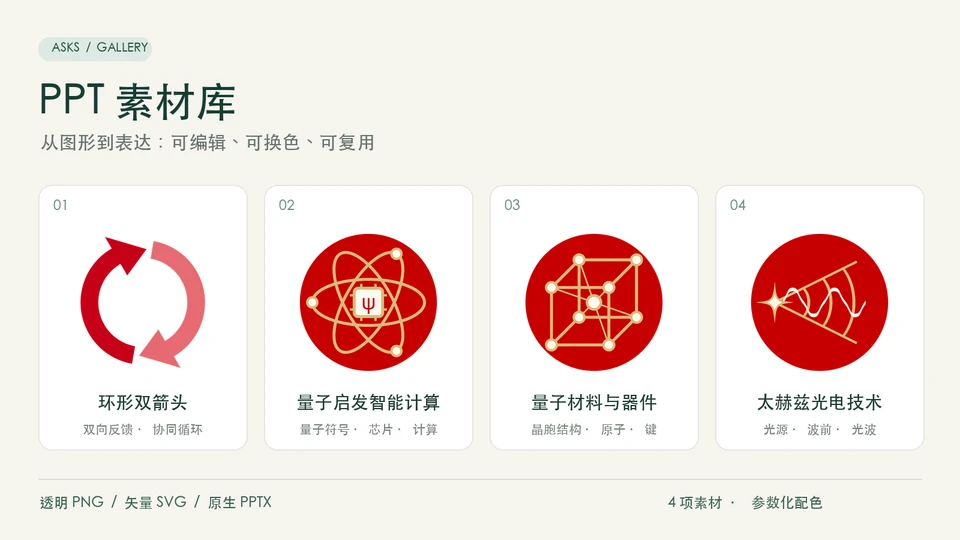 ASKS / GALLERY
PPT 素材库
从图形到表达：可编辑、可换色、可复用
01
环形双箭头
双向反馈 · 协同循环
02
ψ
量子启发智能计算
量子符号 · 芯片 · 计算
03
量子材料与器件
晶胞结构 · 原子 · 键
04
太赫兹光电技术
光源 · 波前 · 光波
透明 PNG / 矢量 SVG / 原生 PPTX
4 项素材 · 参数化配色